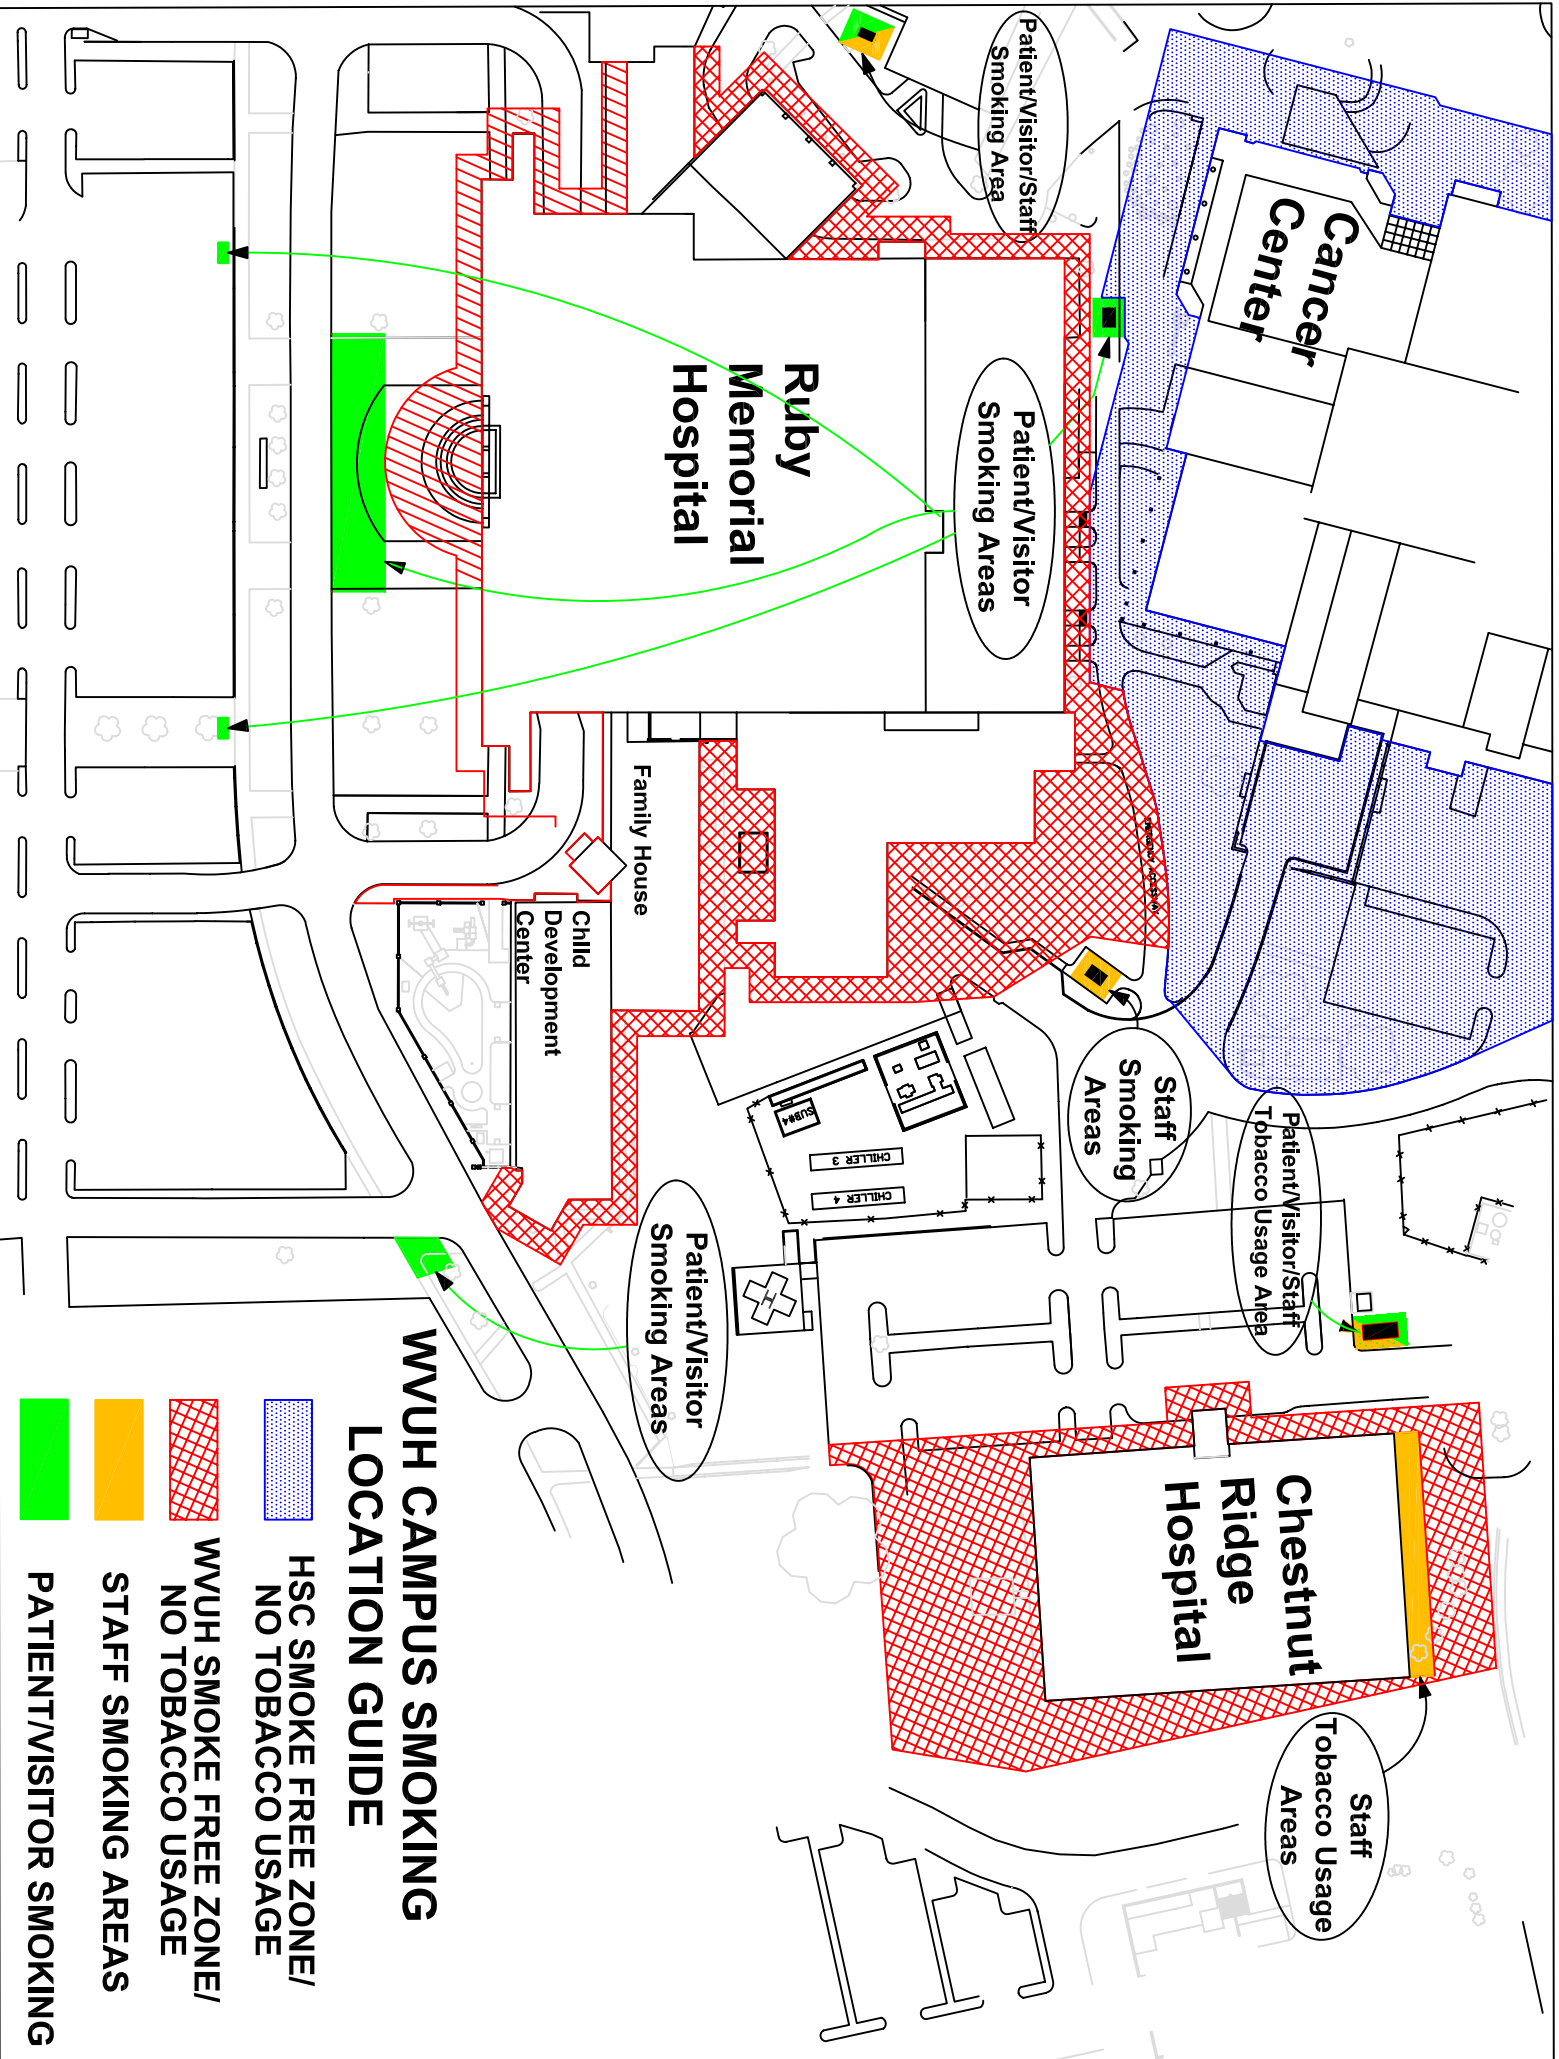 Patient/Visitor/Staff
Smoking Area
Cancer
Center
Ruby
Memorial
Hospital
Patient/Visitor
Smoking Areas
Family House
Child
Development
Center
Staff
Smoking
Areas
SUB#4
CHILLER 3
CHILLER 4
H
Patient/Visitor/Staff
Tobacco Usage Area
Patient/Visitor
Smoking Areas
Chestnut
Ridge
Hospital
Staff
Tobacco Usage
Areas
WVUH CAMPUS SMOKING
LOCATION GUIDE
HSC SMOKE FREE ZONE/
NO TOBACCO USAGE
WVUH SMOKE FREE ZONE/
NO TOBACCO USAGE
STAFF SMOKING AREAS
PATIENT/VISITOR SMOKING